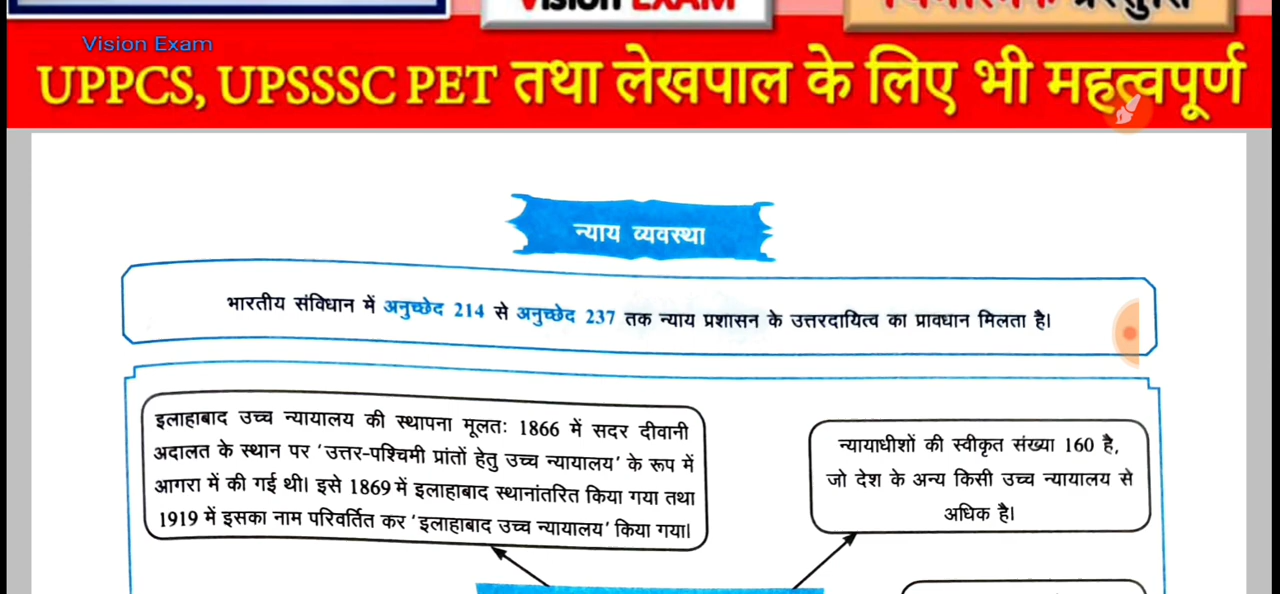 Vision EXAM
Vision Exam
UPPCS, UPSSSC PET तथा लेखपाल के लिए भी महत्वपूर्ण
न्याय व्यवस्था
भारतीय संविधान में अनुच्छेद 214 से अनुच्छेद 237 तक न्याय प्रशासन के उत्तरदायित्व का प्रावधान मिलता है।
इलाहाबाद उच्च न्यायालय की स्थापना मूलतः 1866 में सदर दीवानी
अदालत के स्थान पर ‘उत्तर-पश्चिमी प्रांतों हेतु उच्च न्यायालय’ के रूप में
आगरा में की गई थी। इसे 1869 में इलाहाबाद स्थानांतरित किया गया तथा
1919 में इसका नाम परिवर्तित कर ‘इलाहाबाद उच्च न्यायालय’ किया गया।
न्यायाधीशों की स्वीकृत संख्या 160 है,
जो देश के अन्य किसी उच्च न्यायालय से
अधिक है।